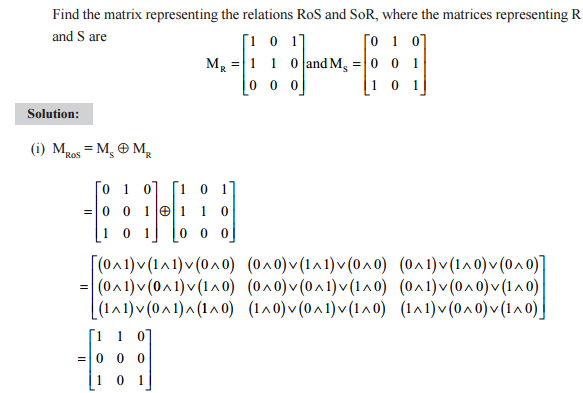 Find the matrix representing the relations RoS and SoR, where the matrices representing R
and S are
M_R = [1 0 1; 1 1 0; 0 0 0] and M_S = [0 1 0; 0 0 1; 1 0 1]
Solution:
(i) M_RoS = M_S ⊕ M_R
= [0 1 0; 0 0 1; 1 0 1] ⊕ [1 0 1; 1 1 0; 0 0 0]
= [(0∧1)∨(1∧1)∨(0∧0) (0∧0)∨(1∧1)∨(0∧0) (0∧1)∨(1∧0)∨(0∧0);
(0∧1)∨(0∧1)∨(1∧0) (0∧0)∨(0∧1)∨(1∧0) (0∧1)∨(0∧0)∨(1∧0);
(1∧1)∨(0∧1)∧(1∧0) (1∧0)∨(0∧1)∨(1∧0) (1∧1)∨(0∧0)∨(1∧0)]
= [1 1 0; 0 0 0; 1 0 1]